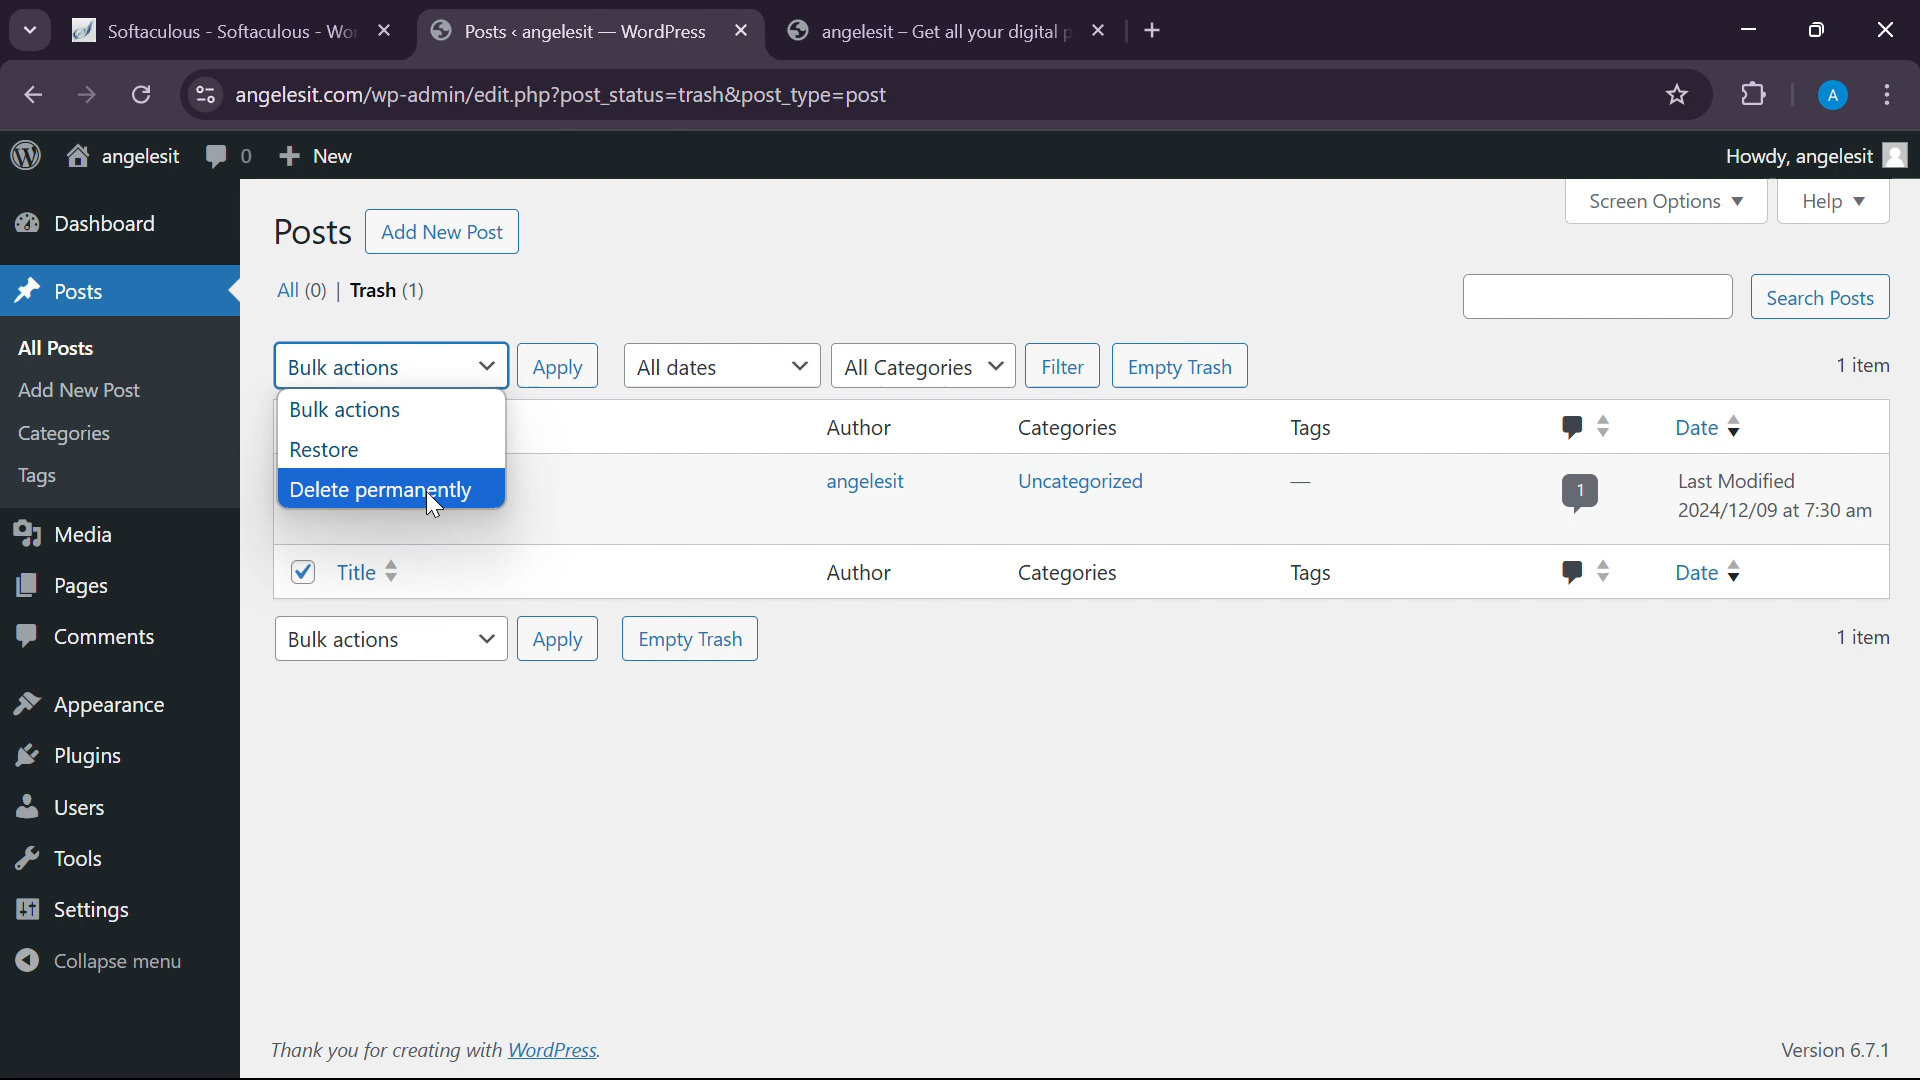 Softaculous - Softaculous - Wor
Posts ‹ angelesit — WordPress
angelesit – Get all your digital p
angelesit.com/wp-admin/edit.php?post_status=trash&post_type=post
A
angelesit
0
New
Howdy, angelesit
Dashboard
Posts
All Posts
Add New Post
Categories
Tags
Media
Pages
Comments
Appearance
Plugins
Users
Tools
Settings
Collapse menu
Screen Options
Help
Posts
Add New Post
All (0) | Trash (1)
Search Posts
Bulk actions
Apply
All dates
All Categories
Filter
Empty Trash
1 item
Bulk actions
Restore
Delete permanently
Author
Categories
Tags
Date
angelesit
Uncategorized
—
1
Last Modified
2024/12/09 at 7:30 am
Title
Author
Categories
Tags
Date
Bulk actions
Apply
Empty Trash
1 item
Thank you for creating with WordPress.
Version 6.7.1